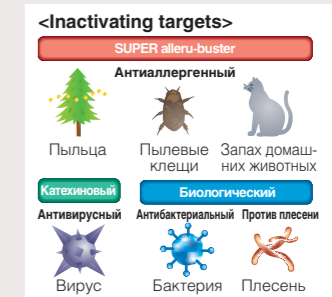 <Inactivating targets>
SUPER alleru-buster
Антиаллергенный
Пыльца
Пылевые клещи
Запах домаш-
них животных
Катехиновый
Биологический
Антивирусный
Антибактериальный
Против плесени
Вирус
Бактерия
Плесень